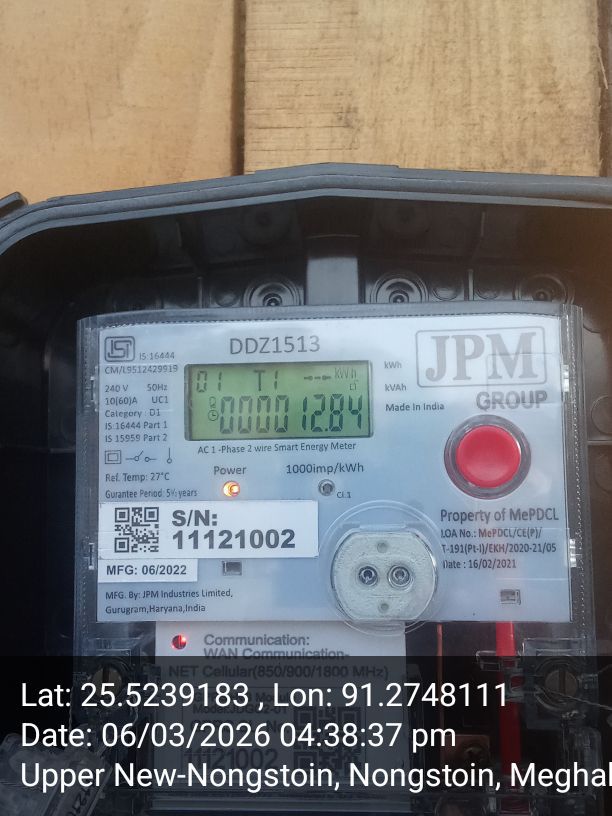 IS 16444
CM/L9512429919
DDZ1513
JPM
GROUP
240 V 50Hz
10(60)A UC1
Category D1
IS 16444 Part 1
IS 15959 Part 2
01 T1 kWh
00000 12.84
kWh
kVAh
Made In India
AC 1-Phase 2 wire Smart Energy Meter
Ref. Temp: 27°C
Gurantee Period: 5½ years
Power
1000imp/kWh
Cl.1
S/N:
11121002
MFG: 06/2022
MFG. By: JPM Industries Limited,
Gurugram,Haryana,India
Property of MePDCL
LOA No.: MePDCL/CE(P)/
T-191(Pt-I)/EKH/2020-21/05
Date : 16/02/2021
Communication:
WAN Communication-
NET Cellular(850/900/1800 MHz)
Lat: 25.5239183 , Lon: 91.2748111
Date: 06/03/2026 04:38:37 pm
Upper New-Nongstoin, Nongstoin, Meghal